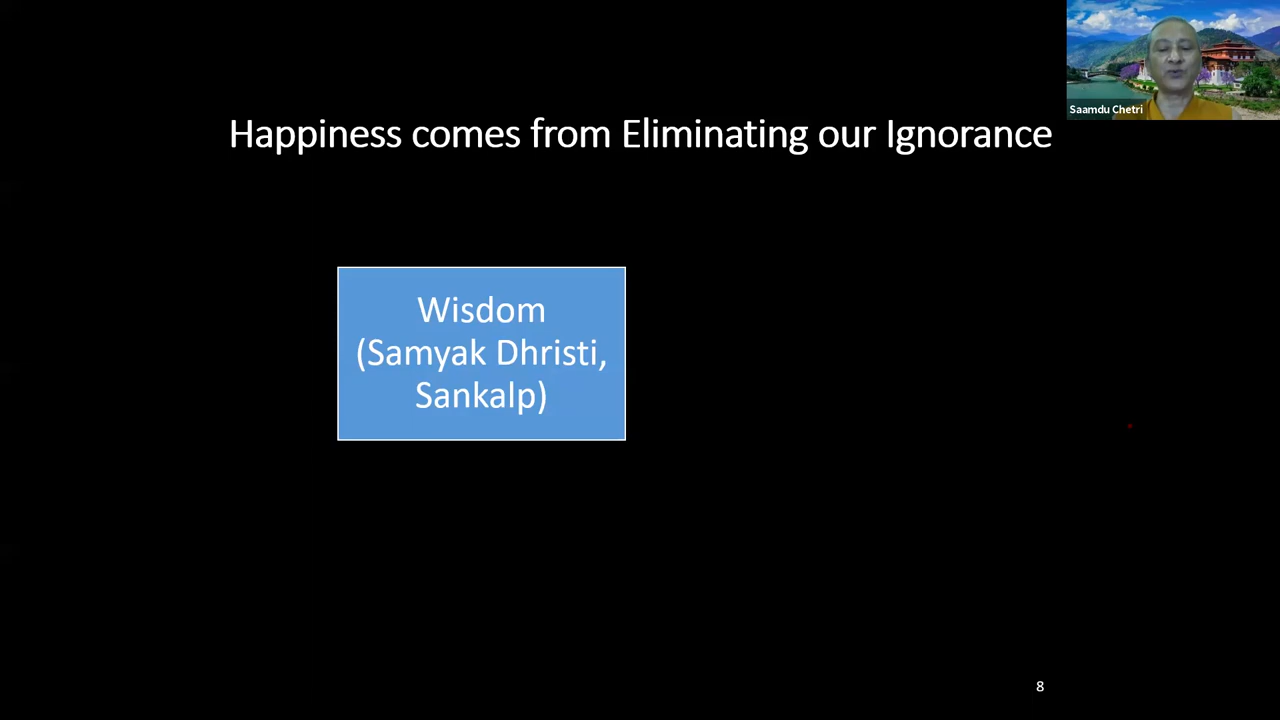 Saamdu Chetri
Happiness comes from Eliminating our Ignorance
Wisdom
(Samyak Dhristi,
Sankalp)
8